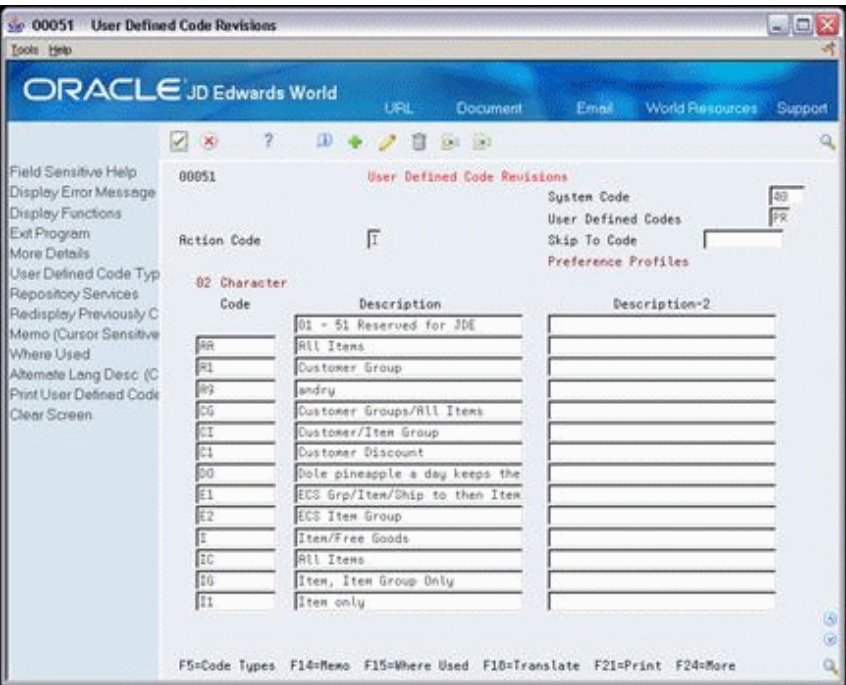 00051 User Defined Code Revisions
Tools Help
ORACLE JD Edwards World
URL Document Email World Resources Support
Field Sensitive Help
Display Error Message
Display Functions
Exit Program
More Details
User Defined Code Typ
Repository Services
Redisplay Previously C
Memo (Cursor Sensitive
Where Used
Alternate Lang Desc (C
Print User Defined Code
Clear Screen
00051 User Defined Code Revisions
System Code 40
User Defined Codes PR
Action Code I Skip To Code
Preference Profiles
02 Character
Code Description Description-2
01 - 51 Reserved for JDE
AA All Items
A1 Customer Group
A9 andry
CG Customer Groups/All Items
CI Customer/Item Group
C1 Customer Discount
Dole pineapple a day keeps the
E1 ECS Grp/Item/Ship to then Item
E2 ECS Item Group
I Item/Free Goods
IC All Items
IG Item, Item Group Only
I1 Item only
F5=Code Types F14=Memo F15=Where Used F18=Translate F21=Print F24=More